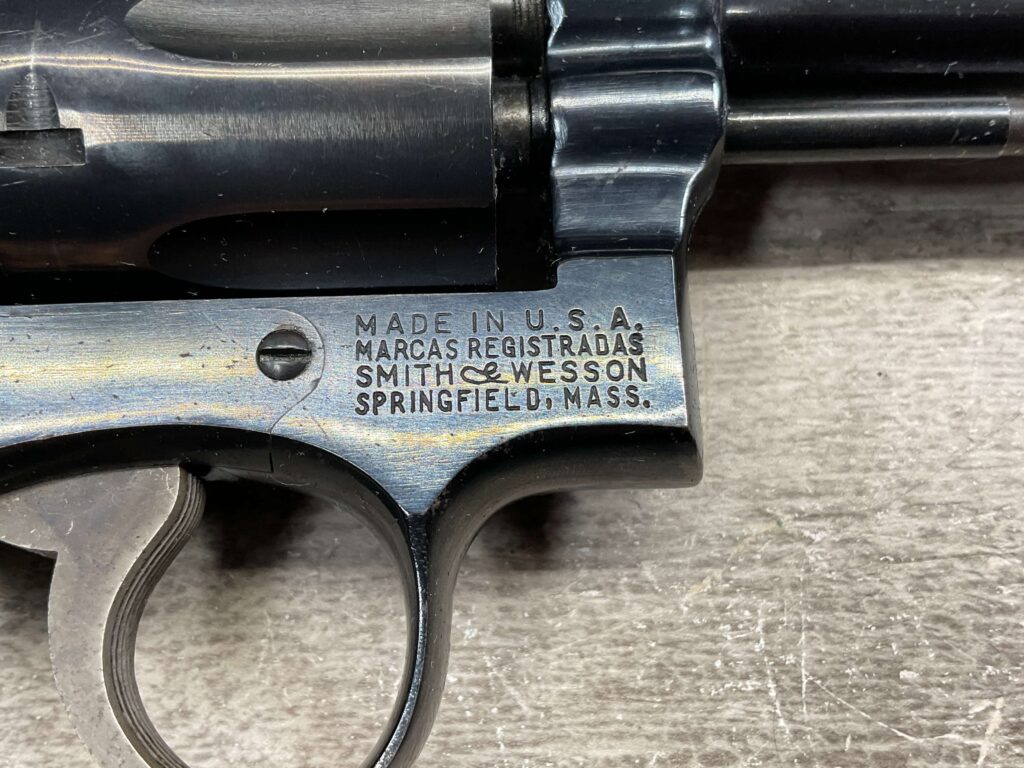 MADE IN U.S.A.
MARCAS REGISTRADAS
SMITH & WESSON
SPRINGFIELD, MASS.